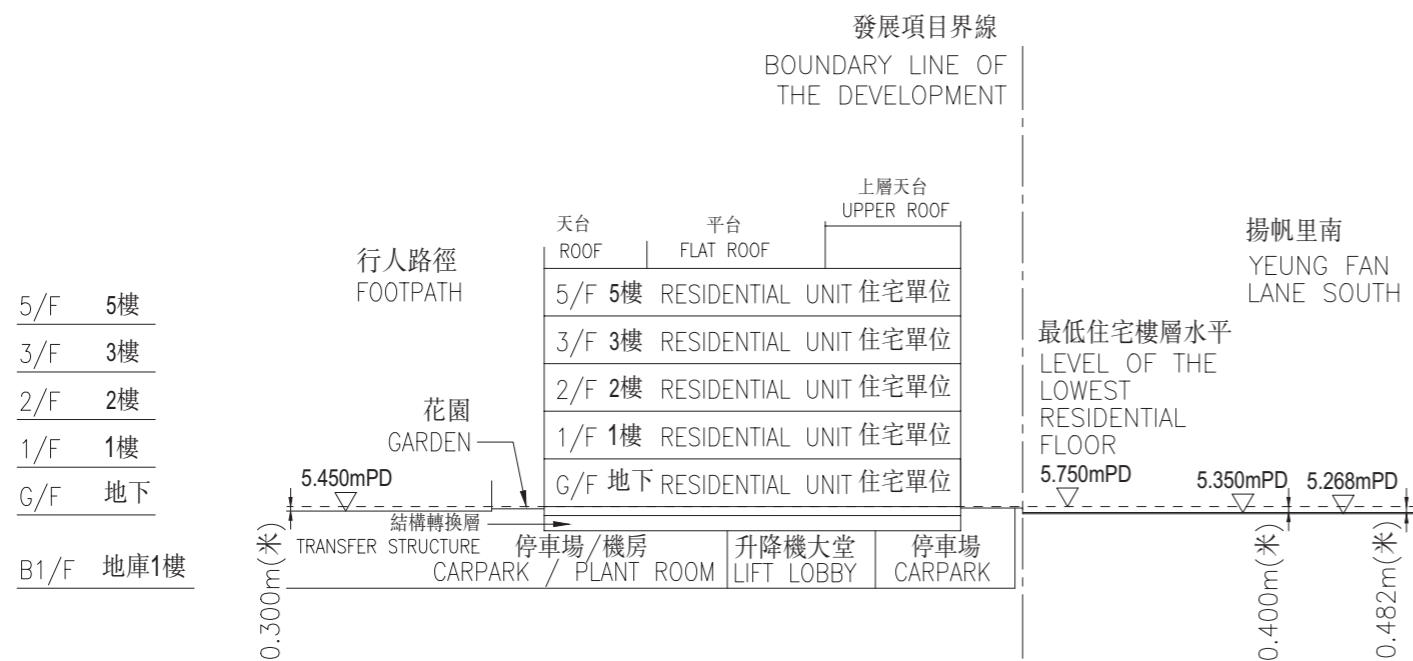 發展項目界線
BOUNDARY LINE OF
THE DEVELOPMENT
上層天台
UPPER ROOF
天台
ROOF
平台
FLAT ROOF
行人路徑
FOOTPATH
揚帆里南
YEUNG FAN
LANE SOUTH
5/F 5樓
3/F 3樓
2/F 2樓
1/F 1樓
G/F 地下
B1/F 地庫1樓
5/F 5樓 RESIDENTIAL UNIT 住宅單位
3/F 3樓 RESIDENTIAL UNIT 住宅單位
2/F 2樓 RESIDENTIAL UNIT 住宅單位
1/F 1樓 RESIDENTIAL UNIT 住宅單位
G/F 地下 RESIDENTIAL UNIT 住宅單位
花園
GARDEN
最低住宅樓層水平
LEVEL OF THE
LOWEST
RESIDENTIAL
FLOOR
5.450mPD
5.750mPD
5.350mPD
5.268mPD
結構轉換層
TRANSFER STRUCTURE
停車場/機房
CARPARK / PLANT ROOM
升降機大堂
LIFT LOBBY
停車場
CARPARK
0.300m(米)
0.400m(米)
0.482m(米)